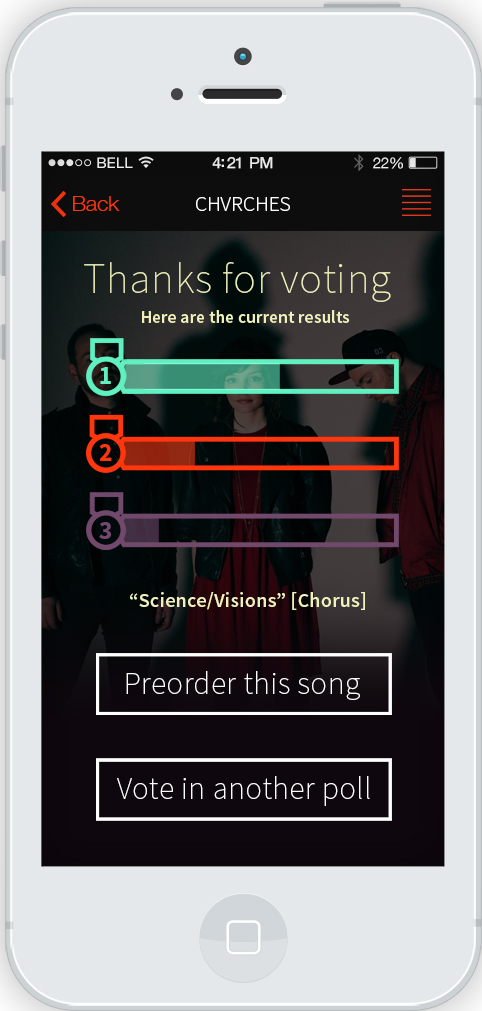 BELL 4:21 PM 22%
Back CHVRCHES
Thanks for voting
Here are the current results
1
2
3
“Science/Visions” [Chorus]
Preorder this song
Vote in another poll